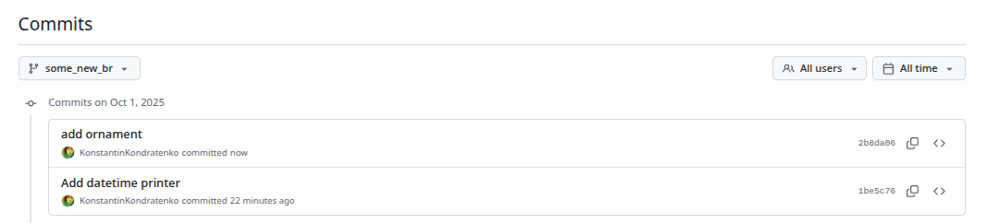 Commits
some_new_br
All users
All time
Commits on Oct 1, 2025
add ornament
KonstantinKondratenko committed now
2b8da06
Add datetime printer
KonstantinKondratenko committed 22 minutes ago
1be5c76